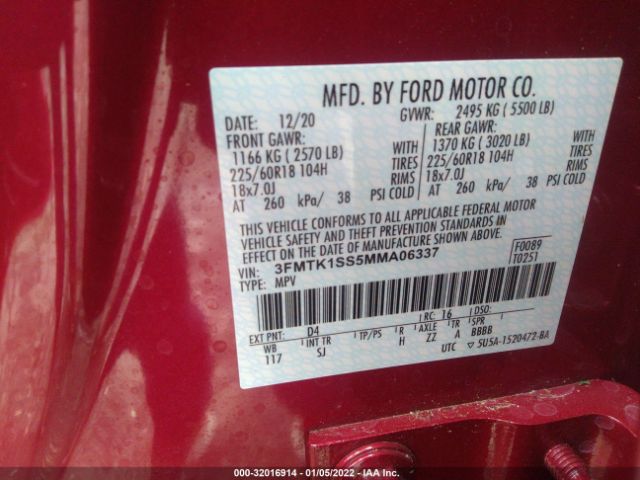 MFD. BY FORD MOTOR CO.
DATE: 12/20 GVWR: 2495 KG ( 5500 LB)
FRONT GAWR: REAR GAWR:
1166 KG ( 2570 LB) WITH 1370 KG ( 3020 LB) WITH
225/60R18 104H TIRES 225/60R18 104H TIRES
18x7.0J RIMS 18x7.0J RIMS
AT 260 kPa/ 38 PSI COLD AT 260 kPa/ 38 PSI COLD
THIS VEHICLE CONFORMS TO ALL APPLICABLE FEDERAL MOTOR
VEHICLE SAFETY AND THEFT PREVENTION STANDARDS IN
EFFECT ON THE DATE OF MANUFACTURE SHOWN ABOVE.
VIN: 3FMTK1SS5MMA06337 F0089
TYPE: MPV T0251
EXT PNT: D4 RC: 16 DSO:
WB INT TR TP/PS R AXLE TR SPR
117 SJ H ZZ A BBBB
UTC ▽ 5U5A-1520472-BA
000-32016914 - 01/05/2022 - IAA Inc.